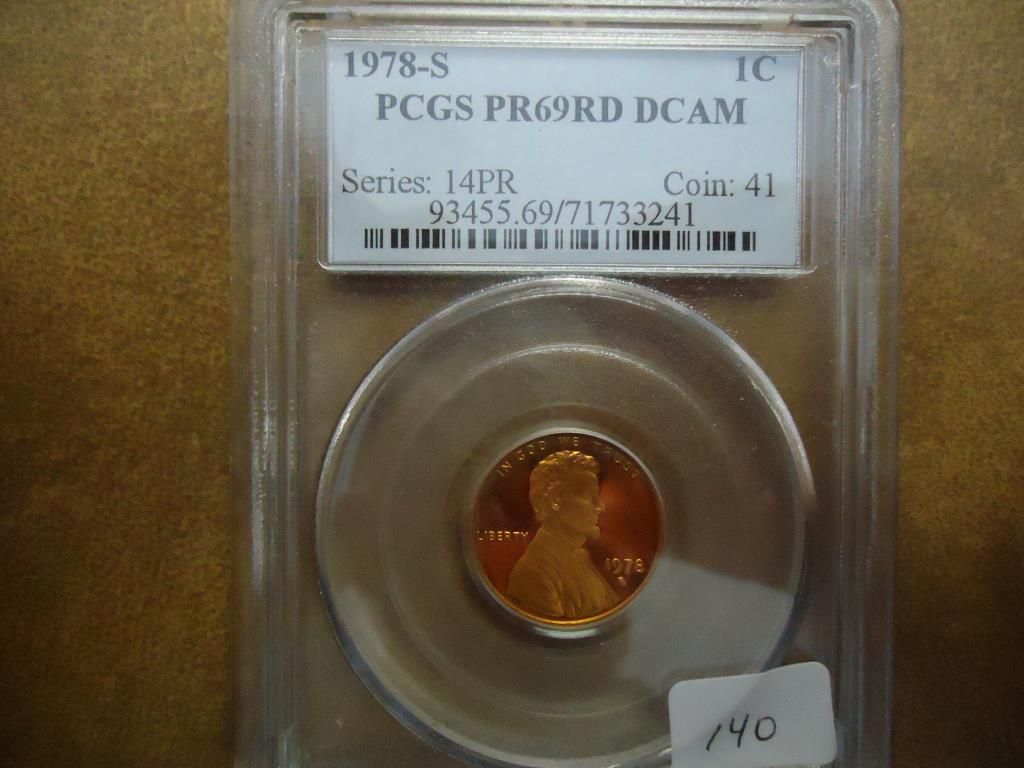 1978-S 1C
PCGS PR69RD DCAM
Series: 14PR Coin: 41
93455.69/71733241
IN GOD WE TRUST
LIBERTY
1978
S
140